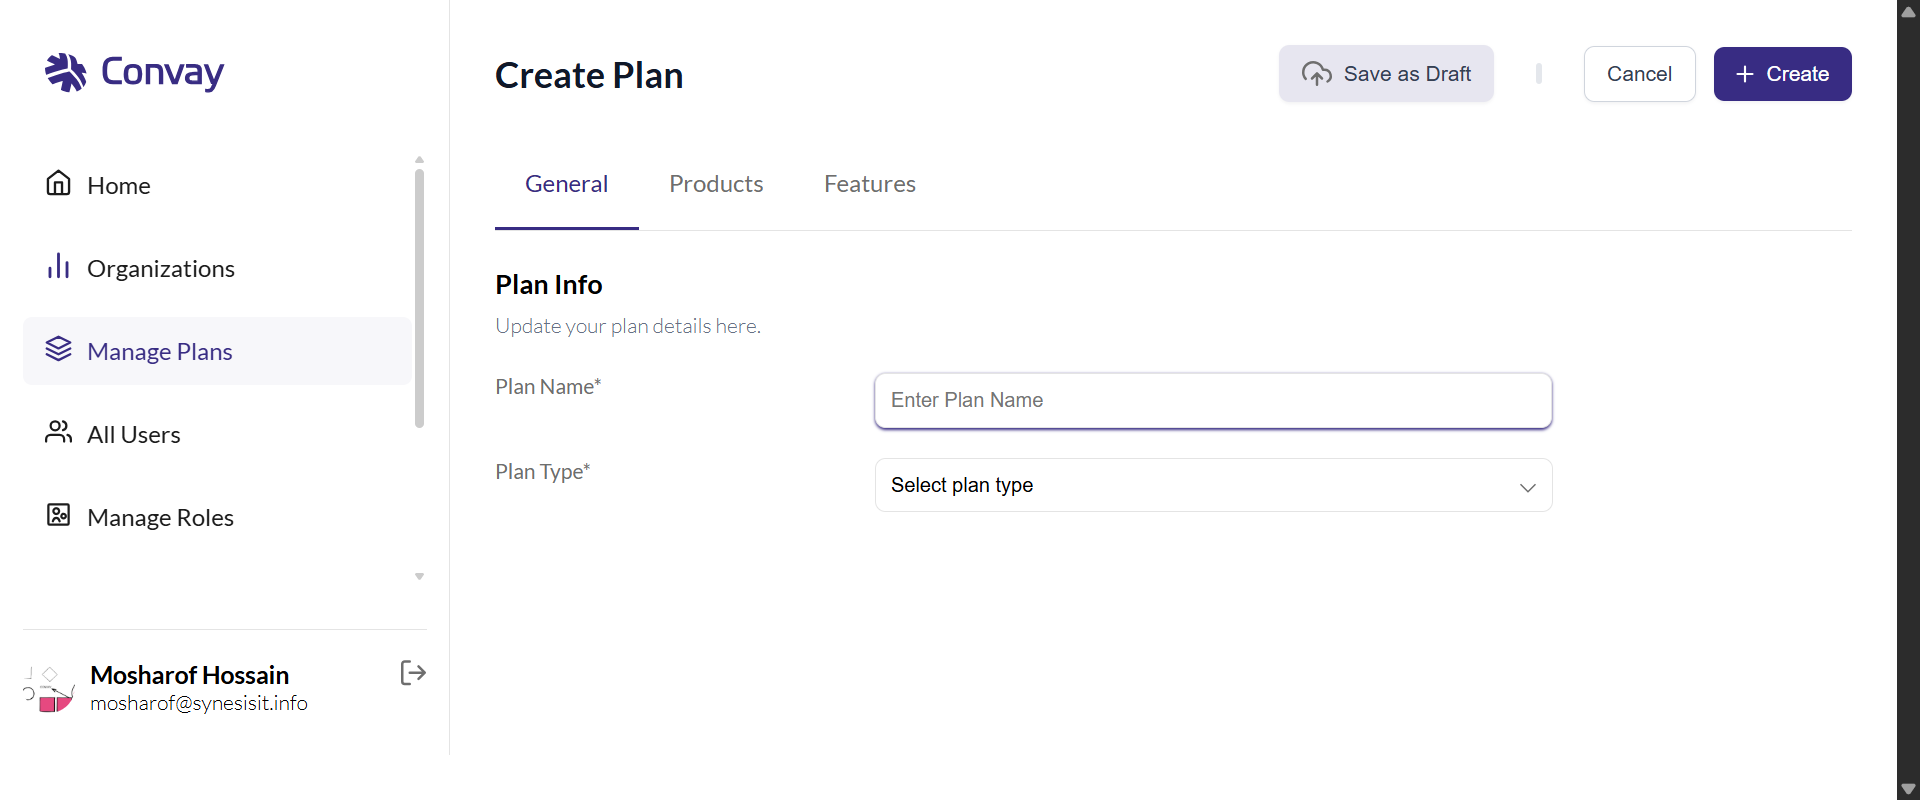 Convay
Home
Organizations
Manage Plans
All Users
Manage Roles
Mosharof Hossain
mosharof@synesisit.info
Create Plan
Save as Draft
Cancel
+ Create
General
Products
Features
Plan Info
Update your plan details here.
Plan Name*
Enter Plan Name
Plan Type*
Select plan type